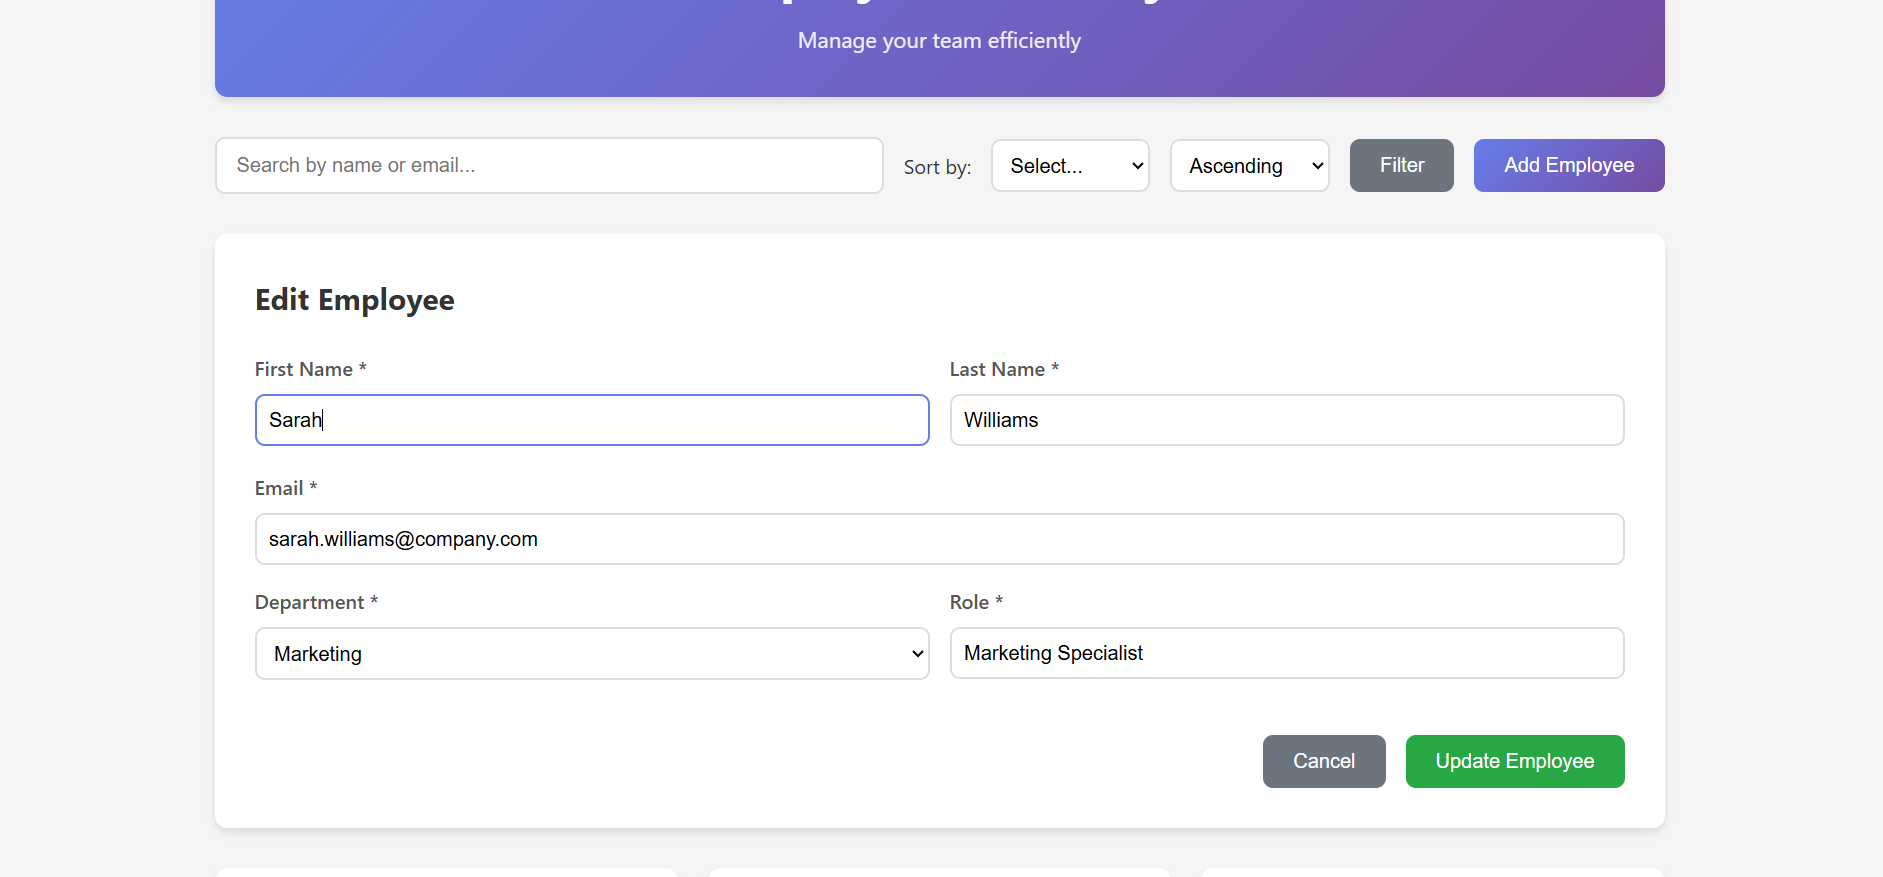 Manage your team efficiently
Search by name or email... Sort by: Select... Ascending Filter Add Employee
Edit Employee
First Name * Last Name *
Sarah Williams
Email *
sarah.williams@company.com
Department * Role *
Marketing Marketing Specialist
Cancel Update Employee